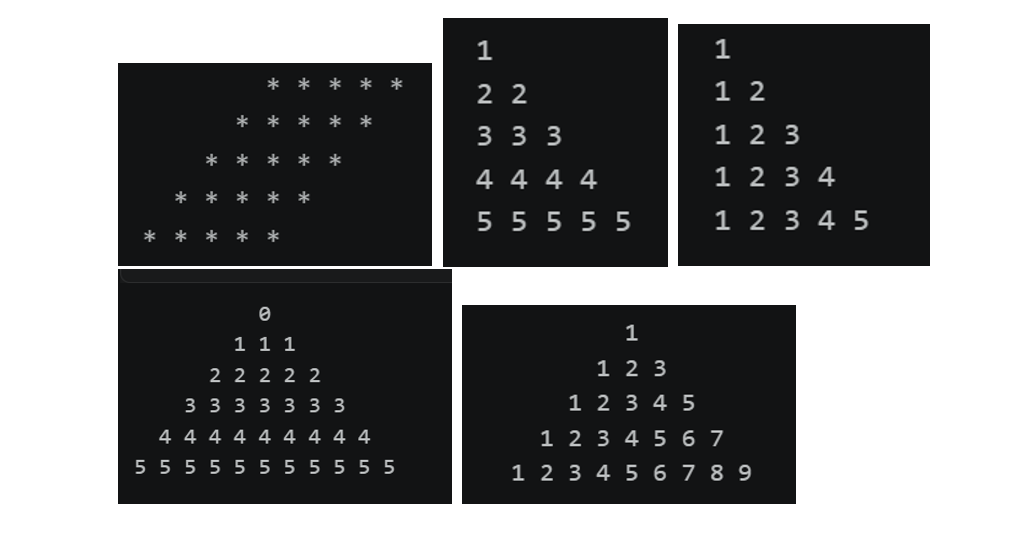 * * * * *
* * * * *
* * * * *
* * * * *
* * * * *
1
2 2
3 3 3
4 4 4 4
5 5 5 5 5
1
1 2
1 2 3
1 2 3 4
1 2 3 4 5
0
1 1 1
2 2 2 2 2
3 3 3 3 3 3 3
4 4 4 4 4 4 4 4 4
5 5 5 5 5 5 5 5 5 5 5
1
1 2 3
1 2 3 4 5
1 2 3 4 5 6 7
1 2 3 4 5 6 7 8 9